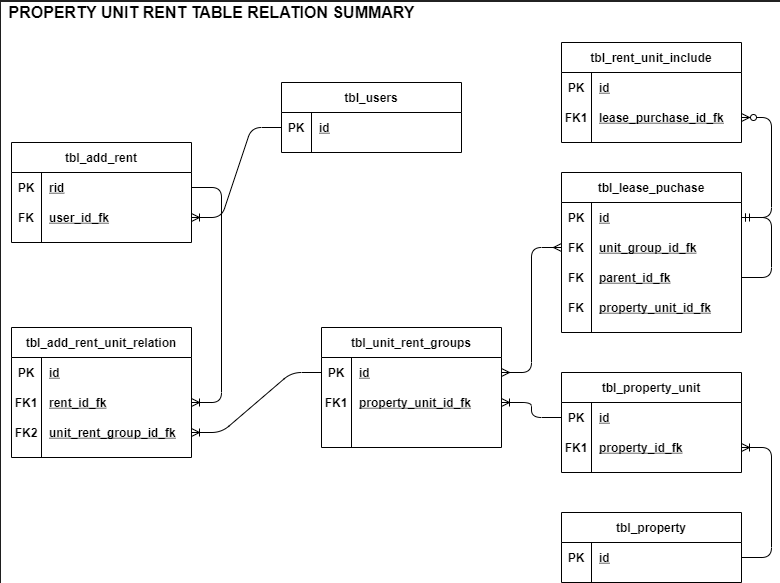 PROPERTY UNIT RENT TABLE RELATION SUMMARY
tbl_users
PK id
tbl_add_rent
PK rid
FK user_id_fk
tbl_add_rent_unit_relation
PK id
FK1 rent_id_fk
FK2 unit_rent_group_id_fk
tbl_unit_rent_groups
PK id
FK1 property_unit_id_fk
tbl_rent_unit_include
PK id
FK1 lease_purchase_id_fk
tbl_lease_puchase
PK id
FK unit_group_id_fk
FK parent_id_fk
FK property_unit_id_fk
tbl_property_unit
PK id
FK1 property_id_fk
tbl_property
PK id